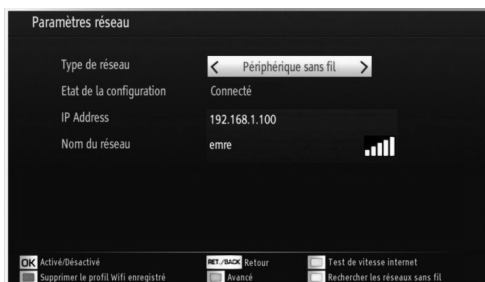 Paramètres réseau
Type de réseau < Périphérique sans fil >
Etat de la configuration Connecté
IP Address 192.168.1.100
Nom du réseau emre
OK Activé/Désactivé RET./BACK Retour Test de vitesse internet
Supprimer le profil Wifi enregistré Avancé Rechercher les réseaux sans fil